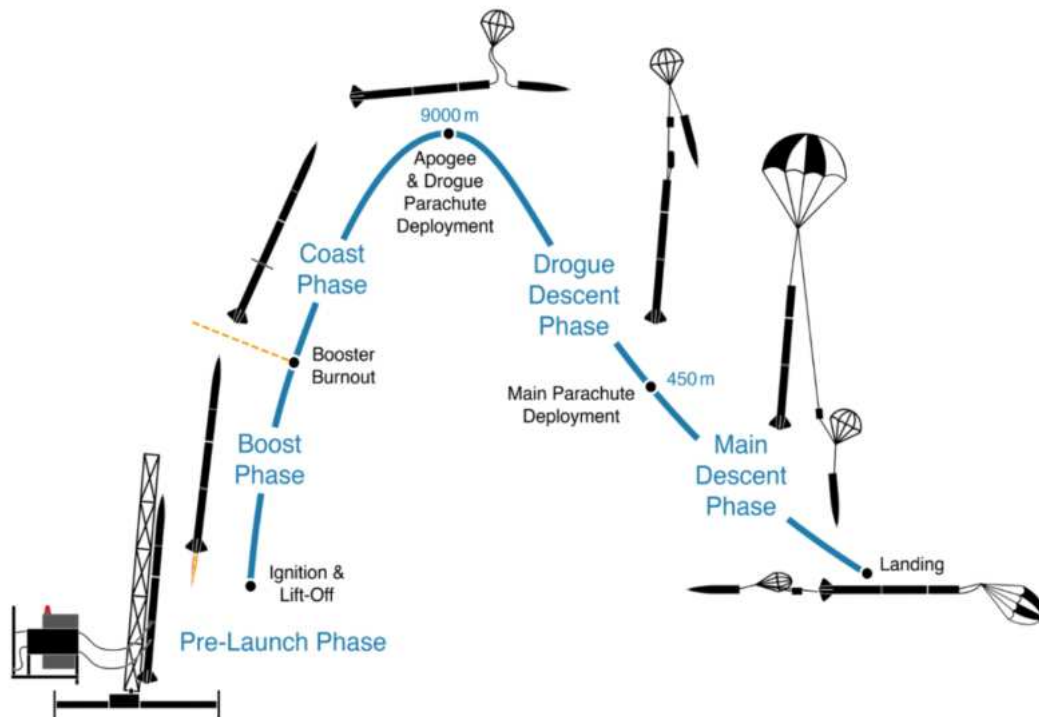 9000 m
Apogee
& Drogue
Parachute
Deployment
Coast
Phase
Drogue
Descent
Phase
Booster
Burnout
450 m
Main Parachute
Deployment
Boost
Phase
Main
Descent
Phase
Ignition &
Lift-Off
Landing
Pre-Launch Phase